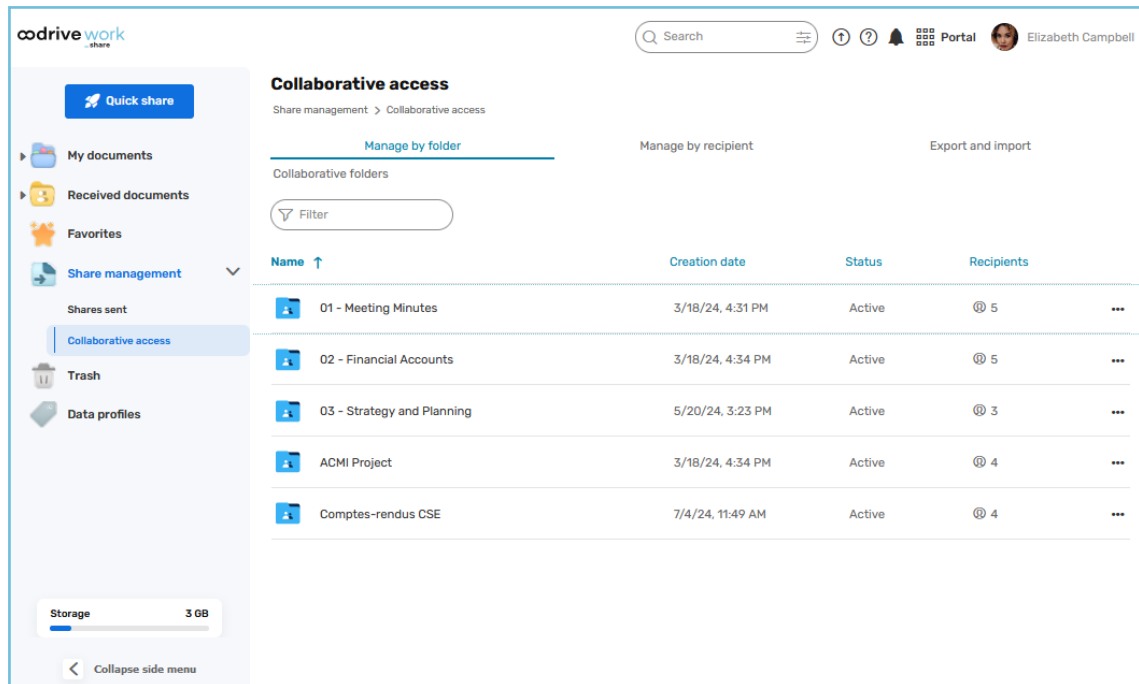 oodrive work
_share
Search
Portal
Elizabeth Campbell
Quick share
My documents
Received documents
Favorites
Share management
Shares sent
Collaborative access
Trash
Data profiles
Storage 3 GB
Collapse side menu
Collaborative access
Share management > Collaborative access
Manage by folder Manage by recipient Export and import
Collaborative folders
Filter
Name ↑ Creation date Status Recipients
01 - Meeting Minutes 3/18/24, 4:31 PM Active 5
02 - Financial Accounts 3/18/24, 4:34 PM Active 5
03 - Strategy and Planning 5/20/24, 3:23 PM Active 3
ACMI Project 3/18/24, 4:34 PM Active 4
Comptes-rendus CSE 7/4/24, 11:49 AM Active 4